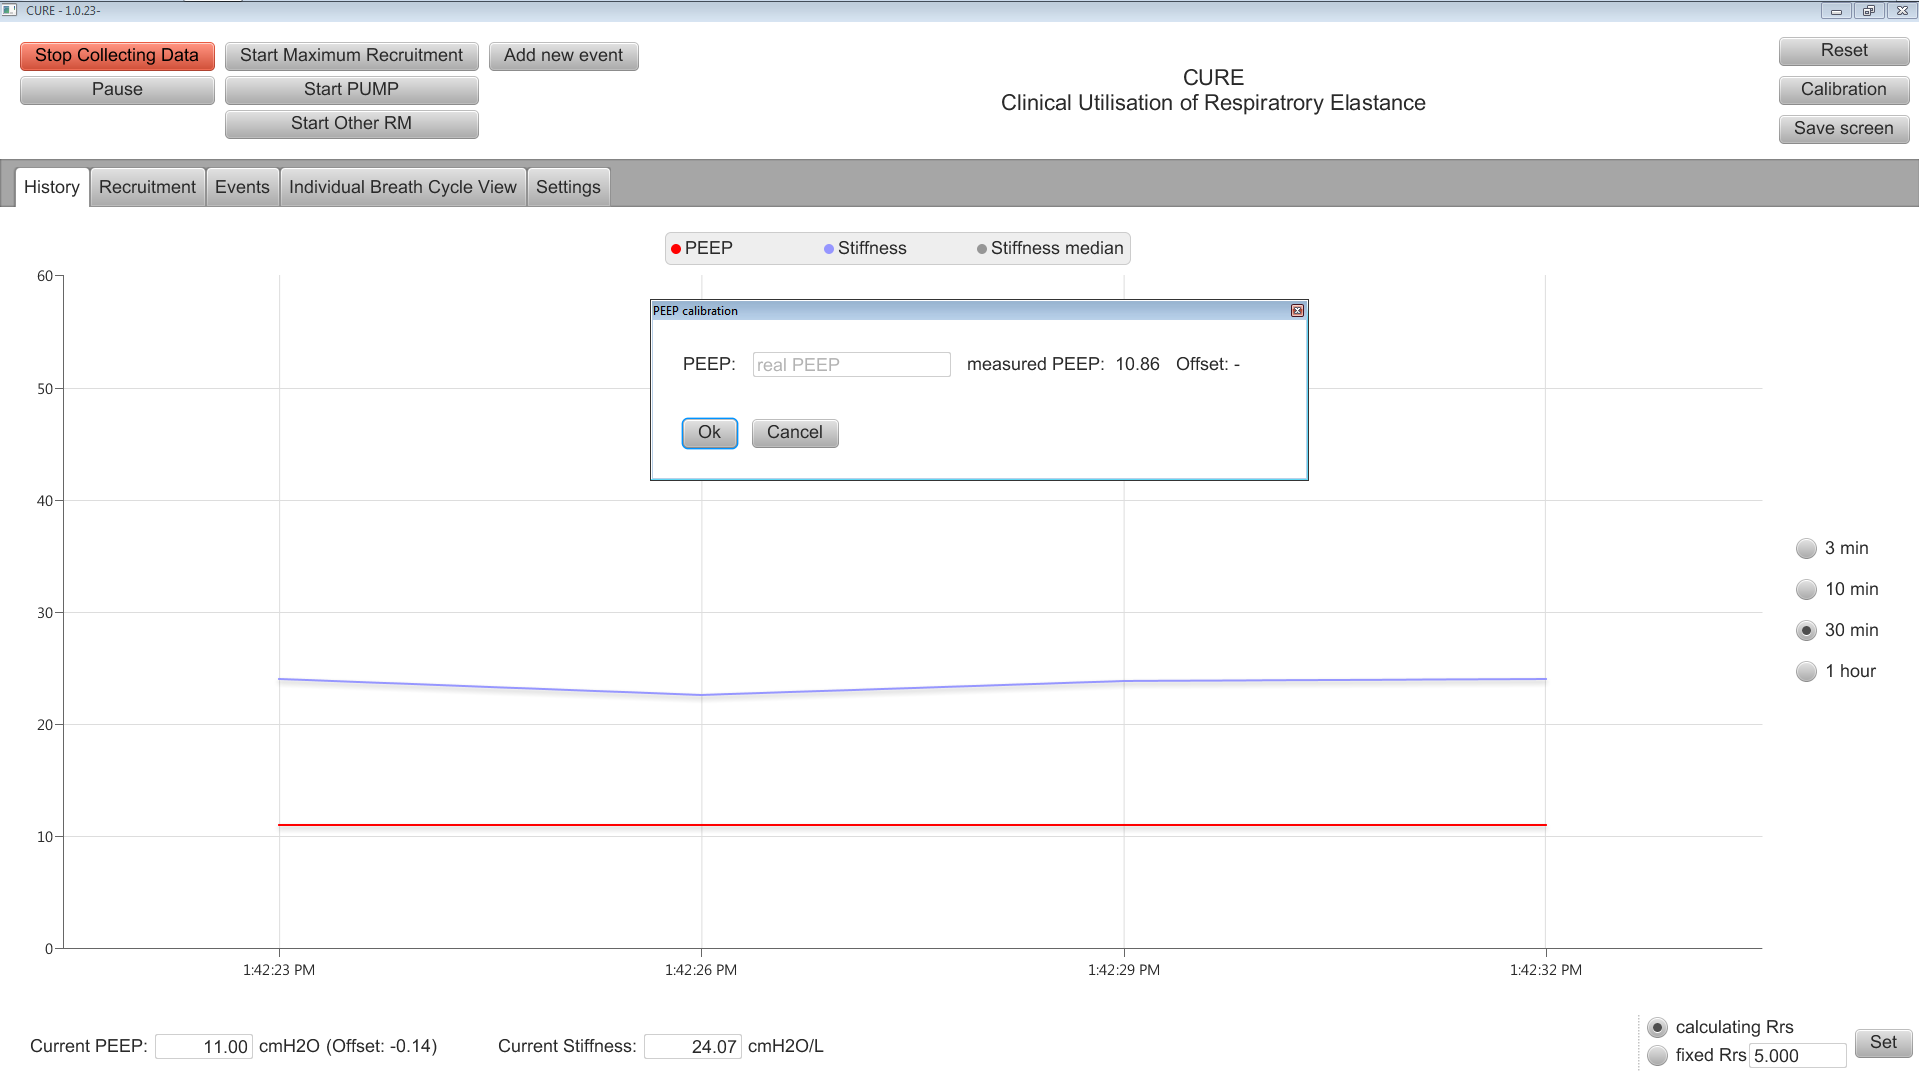 CURE - 1.0.23-
Stop Collecting Data Start Maximum Recruitment Add new event
Pause Start PUMP
Start Other RM
CURE
Clinical Utilisation of Respiratrory Elastance
Reset
Calibration
Save screen
History Recruitment Events Individual Breath Cycle View Settings
PEEP Stiffness Stiffness median
PEEP calibration
PEEP: real PEEP measured PEEP: 10.86 Offset: -
Ok Cancel
60
50
40
30
20
10
0
1:42:23 PM 1:42:26 PM 1:42:29 PM 1:42:32 PM
3 min
10 min
30 min
1 hour
Current PEEP: 11.00 cmH2O (Offset: -0.14) Current Stiffness: 24.07 cmH2O/L
calculating Rrs
fixed Rrs 5.000
Set